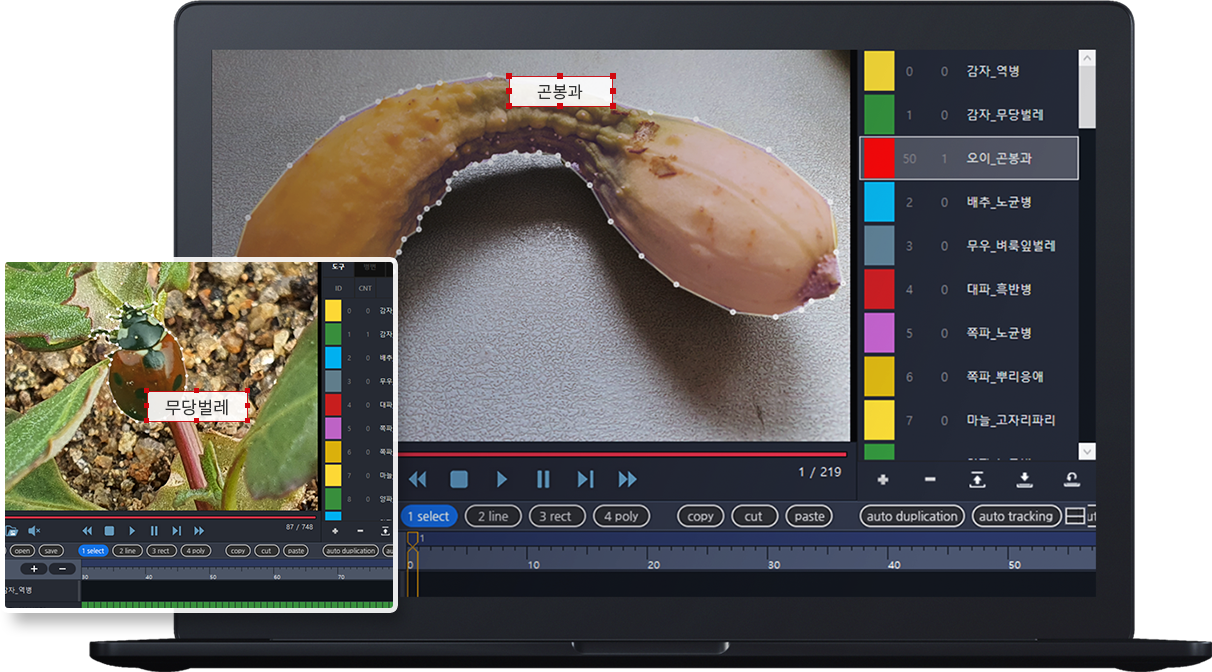 곤봉과
0 0 감자_역병
1 0 감자_무당벌레
50 1 오이_곤봉과
2 0 배추_노균병
3 0 무우_벼룩잎벌레
4 0 대파_흑반병
5 0 쪽파_노균병
6 0 쪽파_뿌리응애
7 0 마늘_고자리파리
1 / 219
1 select 2 line 3 rect 4 poly copy cut paste auto duplication auto tracking
1
0 10 20 30 40 50
도구 명먼
ID CNT
0 0 감자
1 1 감자
2 0 배추
3 0 무우
4 0 대파
5 0 쪽파
6 0 쪽파
7 0 마늘
8 0 양파
무당벌레
87 / 748
open save 1 select 2 line 3 rect 4 poly copy cut paste auto duplication
30 40 50 60 70
감자_역병